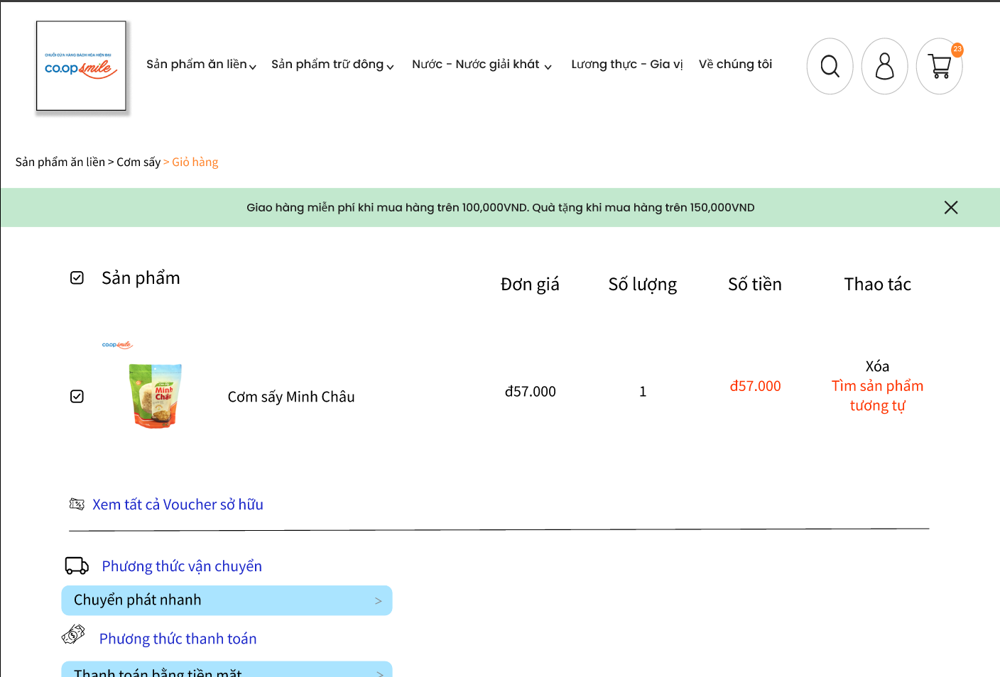 CHUỖI CỬA HÀNG BÁCH HÓA HIỆN ĐẠI
co.opsmile
Sản phẩm ăn liền
Sản phẩm trữ đông
Nước - Nước giải khát
Lương thực - Gia vị
Về chúng tôi
23
Sản phẩm ăn liền > Cơm sấy > Giỏ hàng
Giao hàng miễn phí khi mua hàng trên 100,000VND. Quà tặng khi mua hàng trên 150,000VND
Sản phẩm
Đơn giá
Số lượng
Số tiền
Thao tác
co.opsmile
Minh
Châu
Cơm sấy Minh Châu
đ57.000
1
đ57.000
Xóa
Tìm sản phẩm
tương tự
%
Xem tất cả Voucher sở hữu
Phương thức vận chuyển
Chuyển phát nhanh >
$
Phương thức thanh toán
Thanh toán bằng tiền mặt >